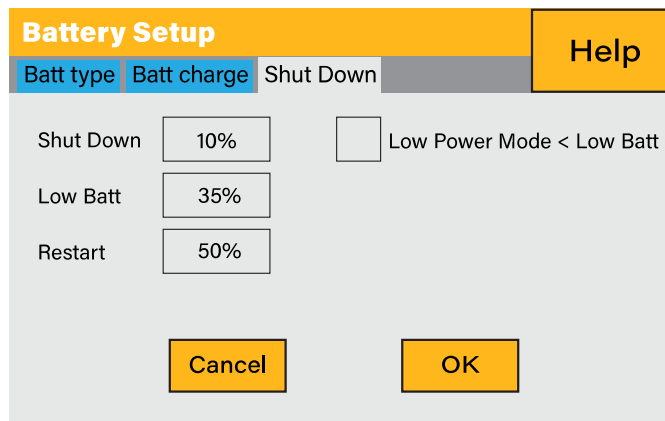 Battery Setup
Help
Batt type Batt charge Shut Down
Shut Down 10% Low Power Mode < Low Batt
Low Batt 35%
Restart 50%
Cancel OK